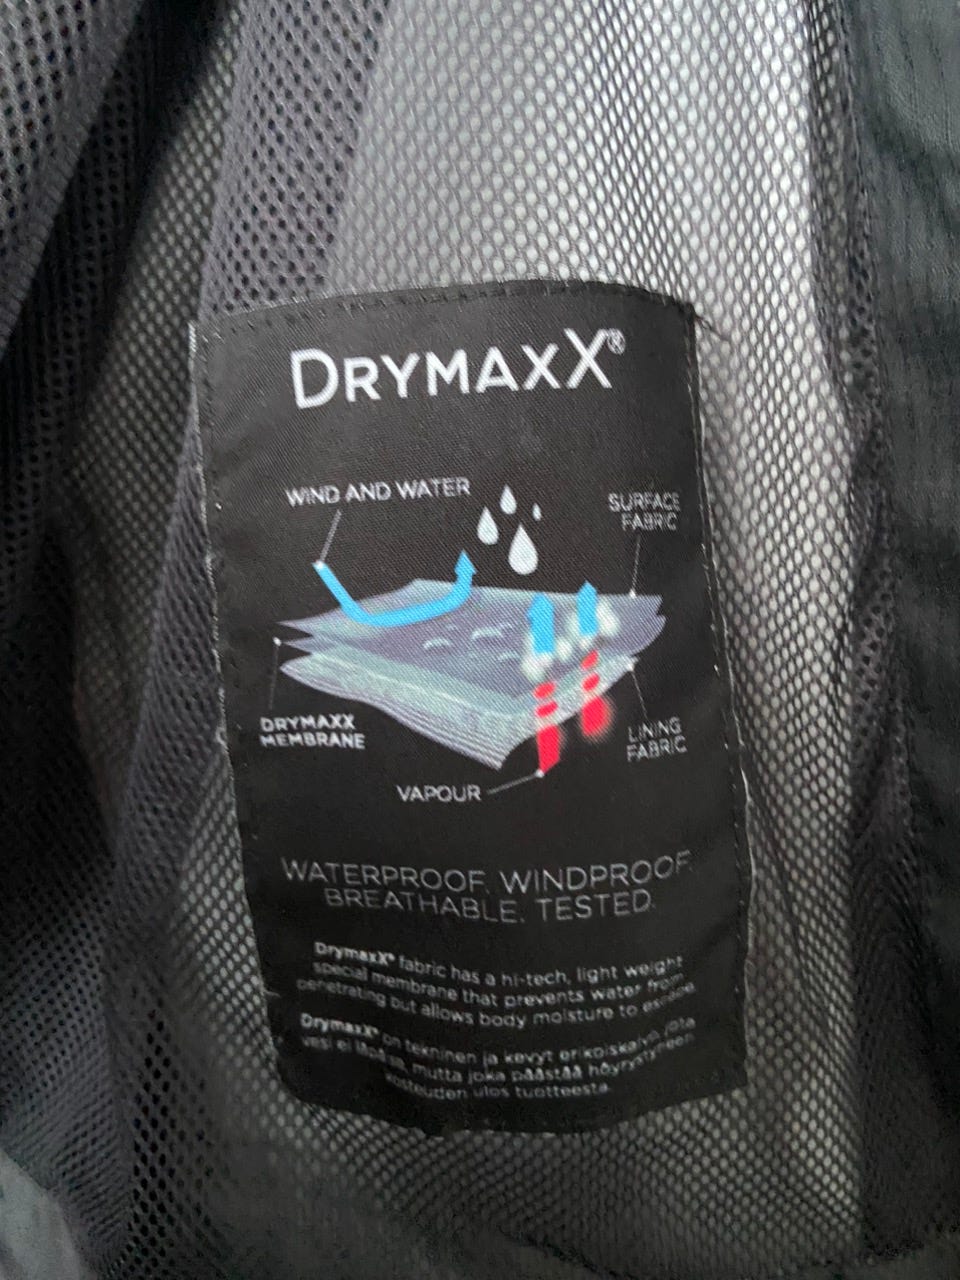 DRYMAXX®
WIND AND WATER
SURFACE
FABRIC
DRYMAXX
MEMBRANE
LINING
FABRIC
VAPOUR
WATERPROOF. WINDPROOF.
BREATHABLE. TESTED.
DrymaxX® fabric has a hi-tech, light weight
special membrane that prevents water from
penetrating but allows body moisture to escape.
DrymaxX® on tekninen ja kevyt erikoiskalvo, jota
vesi ei läpäise, mutta joka päästää höyrystyneen
kosteuden ulos tuotteesta.